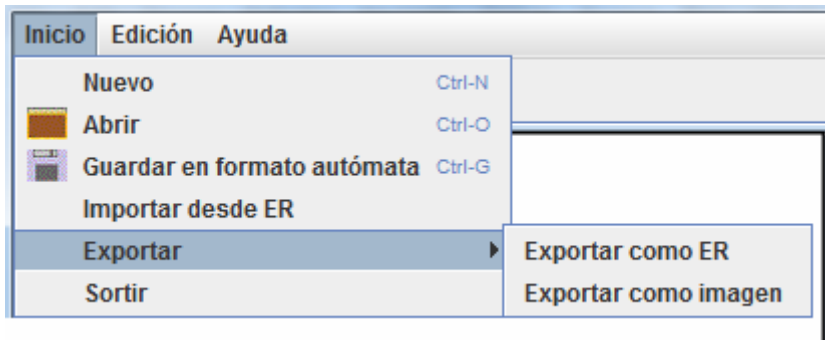 Inicio Edición Ayuda
Nuevo Ctrl-N
Abrir Ctrl-O
Guardar en formato autómata Ctrl-G
Importar desde ER
Exportar Exportar como ER
Sortir Exportar como imagen